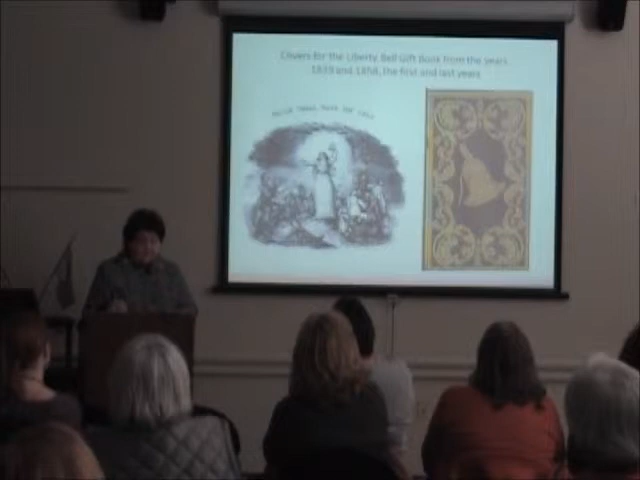 Covers for the Liberty Bell Gift Book from the years
1839 and 1858, the first and last years